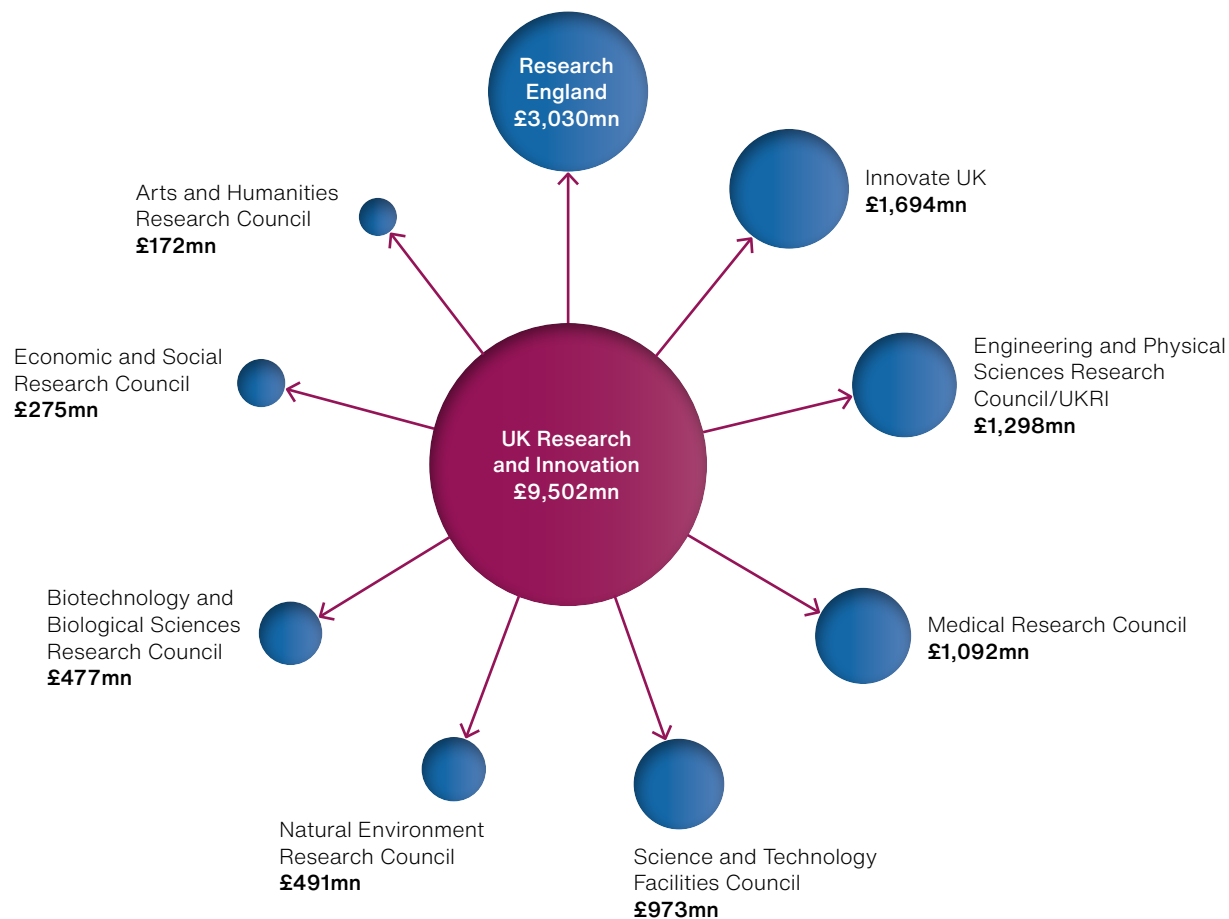 Research
England
£3,030mn
Innovate UK
£1,694mn
Engineering and Physical
Sciences Research
Council/UKRI
£1,298mn
Medical Research Council
£1,092mn
Science and Technology
Facilities Council
£973mn
Natural Environment
Research Council
£491mn
Biotechnology and
Biological Sciences
Research Council
£477mn
Economic and Social
Research Council
£275mn
Arts and Humanities
Research Council
£172mn
UK Research
and Innovation
£9,502mn